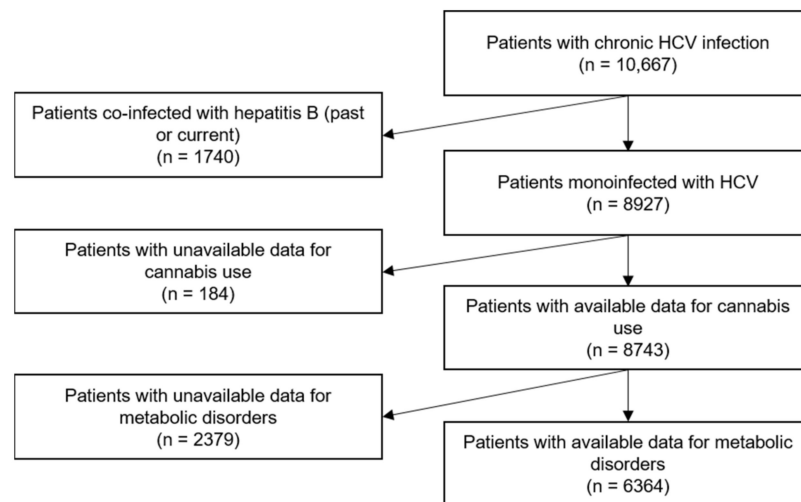 Patients with chronic HCV infection
(n = 10,667)
Patients co-infected with hepatitis B (past
or current)
(n = 1740)
Patients monoinfected with HCV
(n = 8927)
Patients with unavailable data for
cannabis use
(n = 184)
Patients with available data for cannabis
use
(n = 8743)
Patients with unavailable data for
metabolic disorders
(n = 2379)
Patients with available data for metabolic
disorders
(n = 6364)